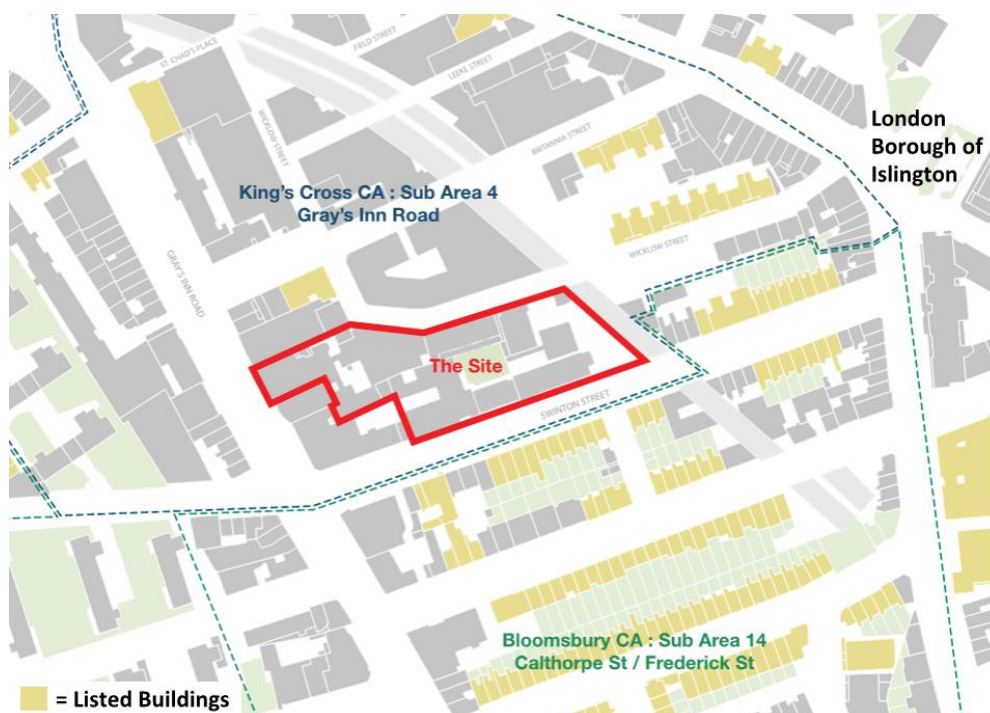 FIELD STREET
ST. CHAD'S PLACE
LEEKE STREET
WICKLOW STREET
BRITANNIA STREET
London
Borough of
Islington
King's Cross CA : Sub Area 4
Gray's Inn Road
WICKLOW STREET
GRAY'S INN ROAD
The Site
SWINTON STREET
Bloomsbury CA : Sub Area 14
Calthorpe St / Frederick St
= Listed Buildings